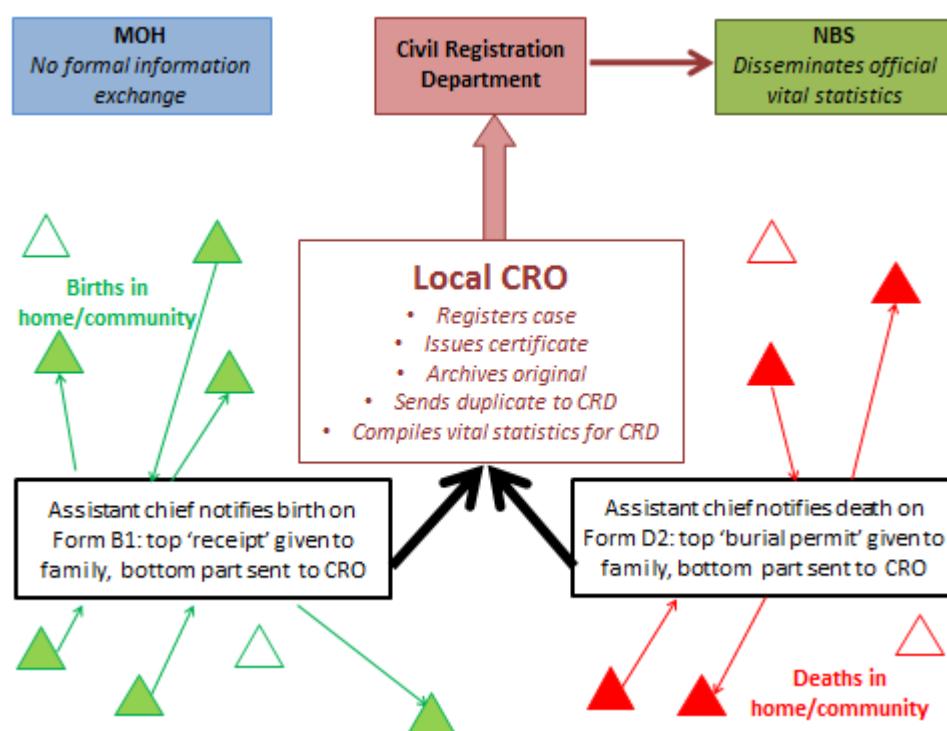 MOH
No formal information
exchange
Civil Registration
Department
NBS
Disseminates official
vital statistics
Births in
home/community
Local CRO
• Registers case
• Issues certificate
• Archives original
• Sends duplicate to CRD
• Compiles vital statistics for CRD
Assistant chief notifies birth on
Form B1: top ‘receipt’ given to
family, bottom part sent to CRO
Assistant chief notifies death on
Form D2: top ‘burial permit’ given to
family, bottom part sent to CRO
Deaths in
home/community